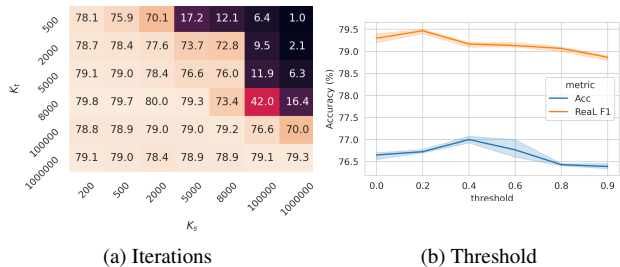 500 78.1 75.9 70.1 17.2 12.1 6.4 1.0
2000 78.7 78.4 77.6 73.7 72.8 9.5 2.1
5000 79.1 79.0 78.4 76.6 76.0 11.9 6.3
8000 79.8 79.7 80.0 79.3 73.4 42.0 16.4
100000 78.8 78.9 79.0 79.0 79.2 76.6 70.0
1000000 79.1 79.0 78.4 78.9 78.9 79.1 79.3
K_t
200 500 2000 5000 8000 100000 1000000
K_s
(a) Iterations
79.5
79.0
78.5
78.0
77.5
77.0
76.5
Accuracy (%)
metric
Acc
ReaL F1
0.0 0.2 0.4 0.6 0.8 0.9
threshold
(b) Threshold